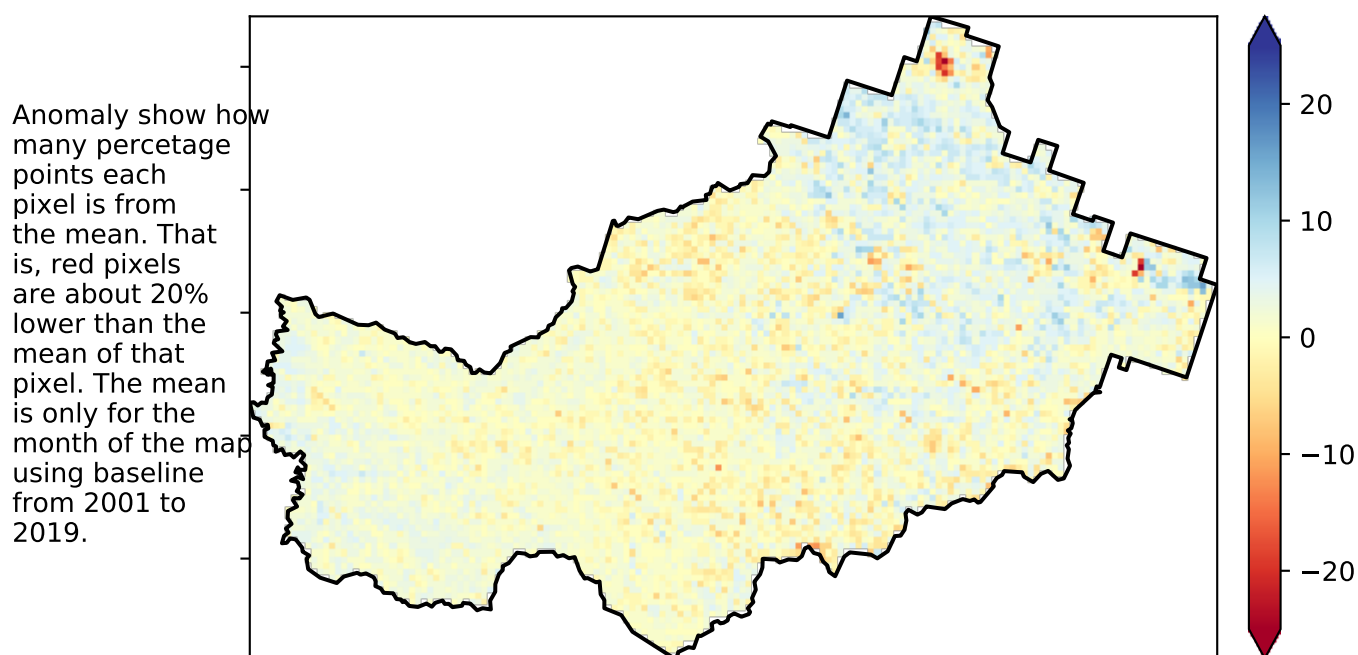 Anomaly show how
many percetage
points each
pixel is from
the mean. That
is, red pixels
are about 20%
lower than the
mean of that
pixel. The mean
is only for the
month of the map
using baseline
from 2001 to
2019.
20
10
0
−10
−20